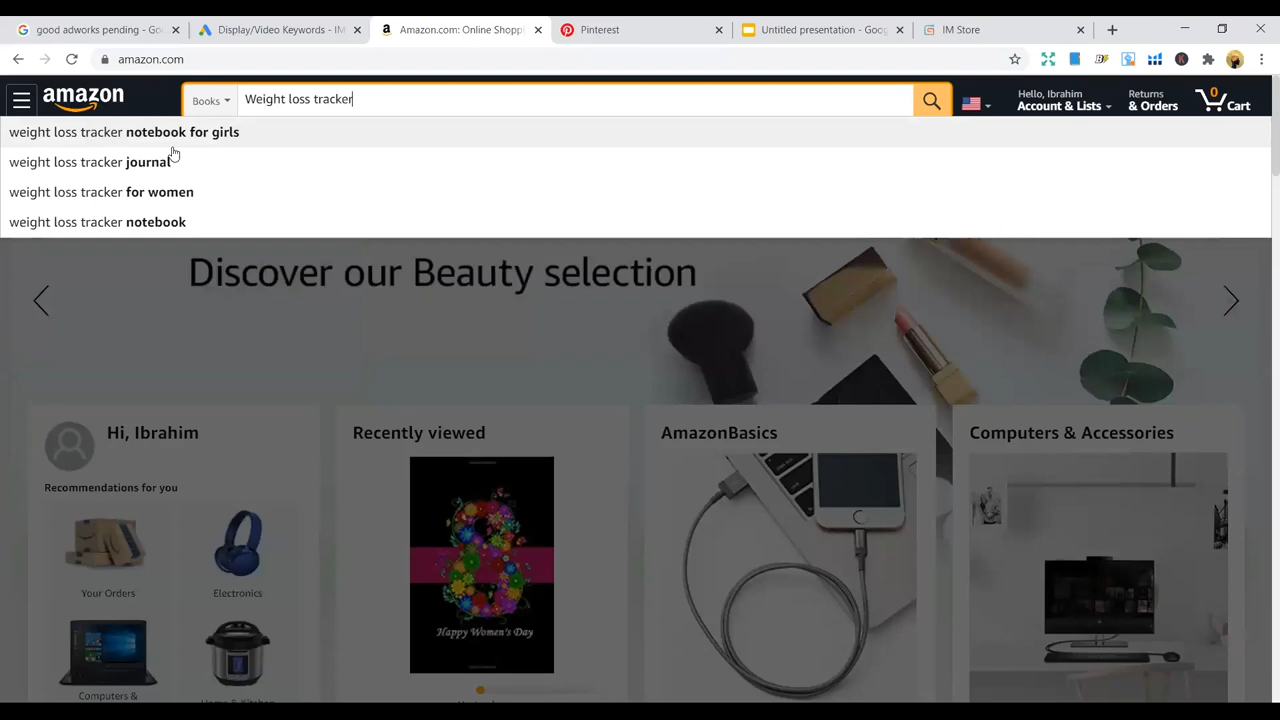 good adworks pending - Goo
Display/Video Keywords - IM
Amazon.com: Online Shoppi
Pinterest
Untitled presentation - Goog
IM Store
amazon.com
amazon
Books
Weight loss tracker
Hello, Ibrahim
Account & Lists
Returns
& Orders
0
Cart
weight loss tracker notebook for girls
weight loss tracker journal
weight loss tracker for women
weight loss tracker notebook
Discover our Beauty selection
Hi, Ibrahim
Recommendations for you
Your Orders
Electronics
Computers &
Recently viewed
8
Happy Women's Day
AmazonBasics
Computers & Accessories